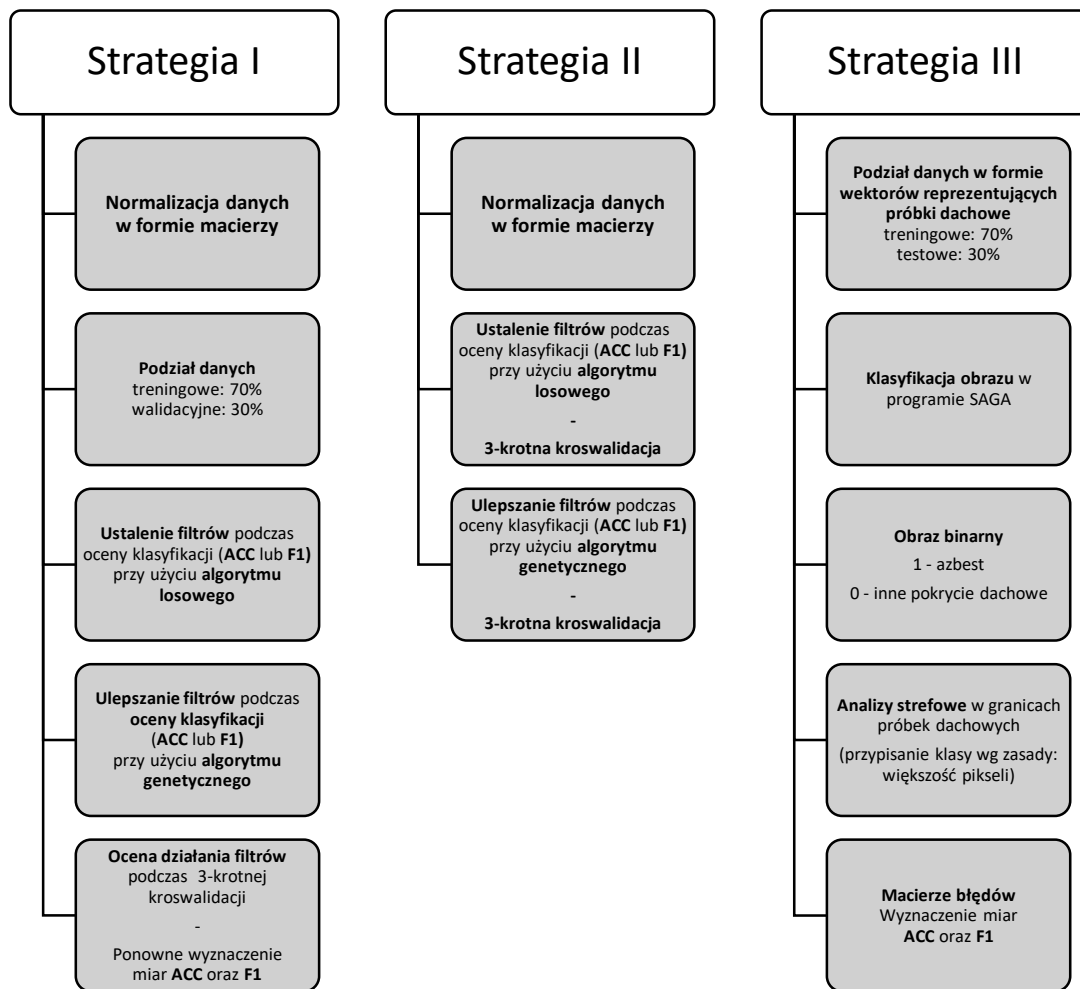 Strategia I
Normalizacja danych
w formie macierzy
Podział danych
treningowe: 70%
walidacyjne: 30%
Ustalenie filtrów podczas
oceny klasyfikacji (ACC lub F1)
przy użyciu algorytmu
losowego
Ulepszanie filtrów podczas
oceny klasyfikacji
(ACC lub F1)
przy użyciu algorytmu
genetycznego
Ocena działania filtrów
podczas 3-krotnej
kroswalidacji
-
Ponowne wyznaczenie
miar ACC oraz F1
Strategia II
Normalizacja danych
w formie macierzy
Ustalenie filtrów podczas
oceny klasyfikacji (ACC lub F1)
przy użyciu algorytmu
losowego
-
3-krotna kroswalidacja
Ulepszanie filtrów podczas
oceny klasyfikacji (ACC lub F1)
przy użyciu algorytmu
genetycznego
-
3-krotna kroswalidacja
Strategia III
Podział danych w formie
wektorów reprezentujących
próbki dachowe
treningowe: 70%
testowe: 30%
Klasyfikacja obrazu w
programie SAGA
Obraz binarny
1 - azbest
0 - inne pokrycie dachowe
Analizy strefowe w granicach
próbek dachowych
(przypisanie klasy wg zasady:
większość pikseli)
Macierze błędów
Wyznaczenie miar
ACC oraz F1